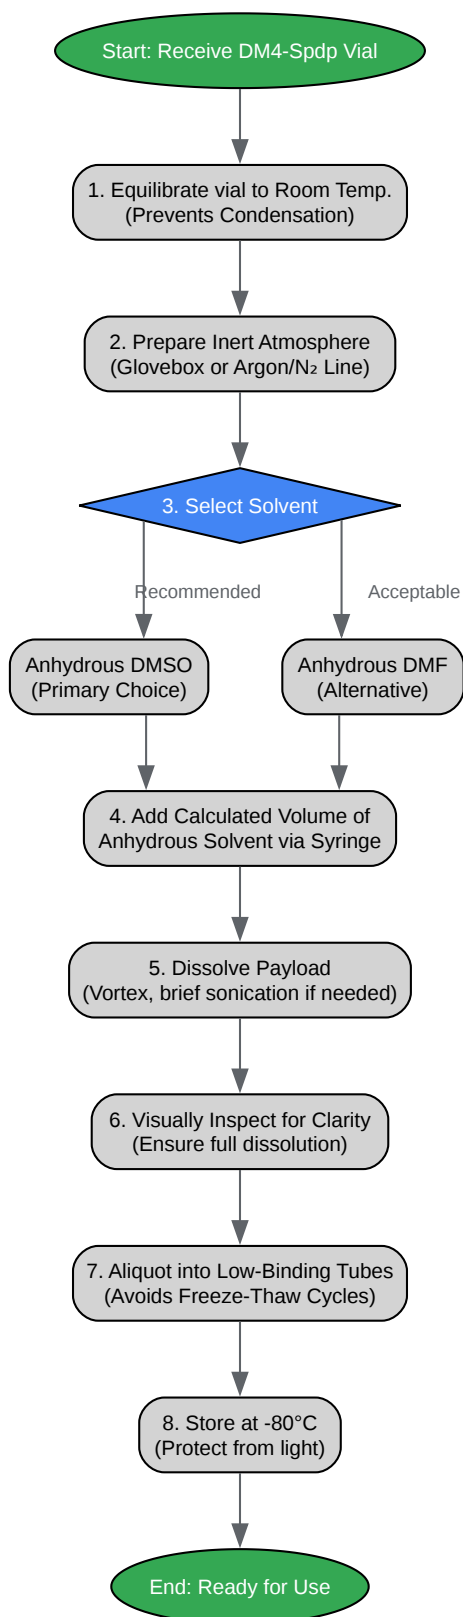 Start: Receive DM4-Spdp Vial
1. Equilibrate vial to Room Temp.
(Prevents Condensation)
2. Prepare Inert Atmosphere
(Glovebox or Argon/N₂ Line)
3. Select Solvent
Recommended
Acceptable
Anhydrous DMSO
(Primary Choice)
Anhydrous DMF
(Alternative)
4. Add Calculated Volume of
Anhydrous Solvent via Syringe
5. Dissolve Payload
(Vortex, brief sonication if needed)
6. Visually Inspect for Clarity
(Ensure full dissolution)
7. Aliquot into Low-Binding Tubes
(Avoids Freeze-Thaw Cycles)
8. Store at -80°C
(Protect from light)
End: Ready for Use